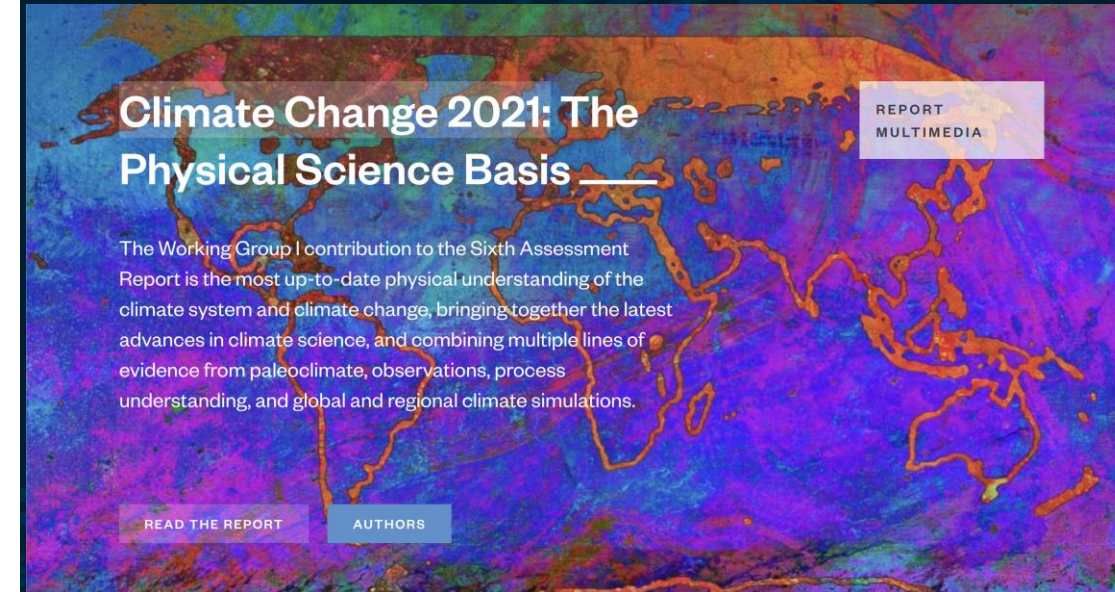 Climate Change 2021: The
Physical Science Basis
The Working Group I contribution to the Sixth Assessment
Report is the most up-to-date physical understanding of the
climate system and climate change, bringing together the latest
advances in climate science, and combining multiple lines of
evidence from paleoclimate, observations, process
understanding, and global and regional climate simulations.
REPORT
MULTIMEDIA
READ THE REPORT
AUTHORS